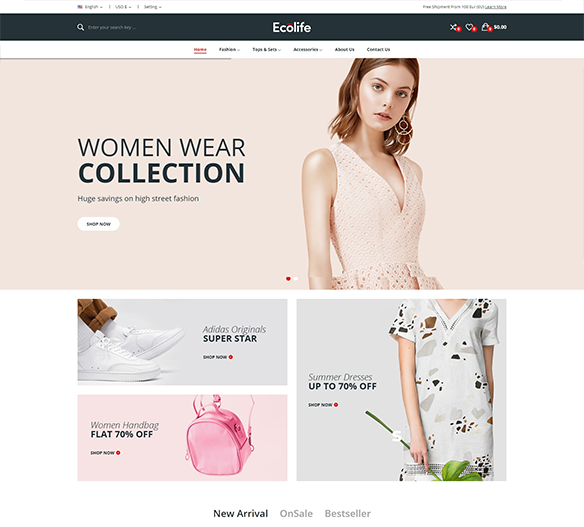 English USD $ Setting
Free Shipment From 100 Eur ISUS Learn More
Enter your search key ...
Ecolife
0 0 0 $0.00
Home Fashion Tops & Sets Accessories About Us Contact Us
WOMEN WEAR
COLLECTION
Huge savings on high street fashion
SHOP NOW
Adidas Originals
SUPER STAR
SHOP NOW
Women Handbag
FLAT 70% OFF
SHOP NOW
Summer Dresses
UP TO 70% OFF
SHOP NOW
New Arrival OnSale Bestseller